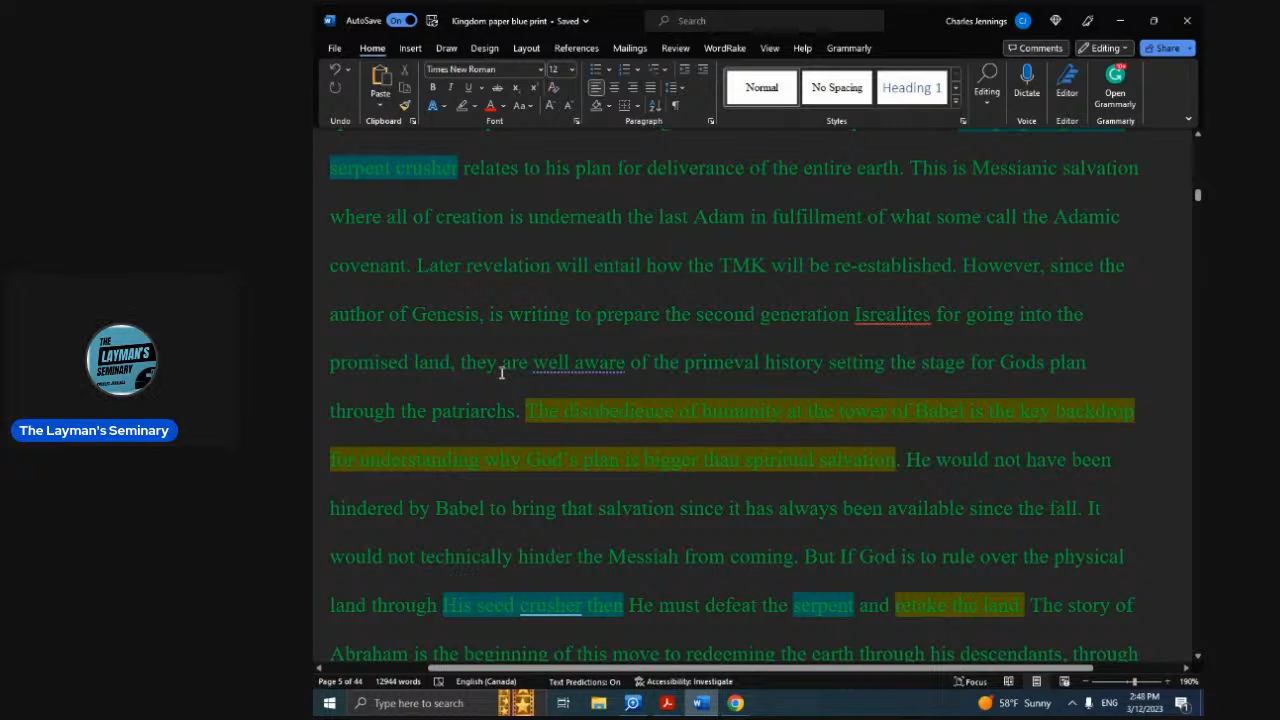 AutoSave On Kingdom paper blue print • Saved Search Charles Jennings CJ
File Home Insert Draw Design Layout References Mailings Review WordRake View Help Grammarly Comments Editing Share
Times New Roman 12
Normal No Spacing Heading 1
Paste Editing Dictate Editor Open Grammarly
Undo Clipboard Font Paragraph Styles Voice Editor Grammarly
serpent crusher relates to his plan for deliverance of the entire earth. This is Messianic salvation
where all of creation is underneath the last Adam in fulfillment of what some call the Adamic
covenant. Later revelation will entail how the TMK will be re-established. However, since the
author of Genesis, is writing to prepare the second generation Isrealites for going into the
promised land, they are well aware of the primeval history setting the stage for Gods plan
through the patriarchs. The disobedience of humanity at the tower of Babel is the key backdrop
for understanding why God's plan is bigger than spiritual salvation. He would not have been
hindered by Babel to bring that salvation since it has always been available since the fall. It
would not technically hinder the Messiah from coming. But If God is to rule over the physical
land through His seed crusher then He must defeat the serpent and retake the land. The story of
Abraham is the beginning of this move to redeeming the earth through his descendants, through
THE
LAYMAN'S
SEMINARY
The Layman's Seminary
Page 5 of 44 12944 words English (Canada) Text Predictions: On Accessibility: Investigate Focus 190%
Type here to search 58°F Sunny ENG 2:48 PM
3/12/2023